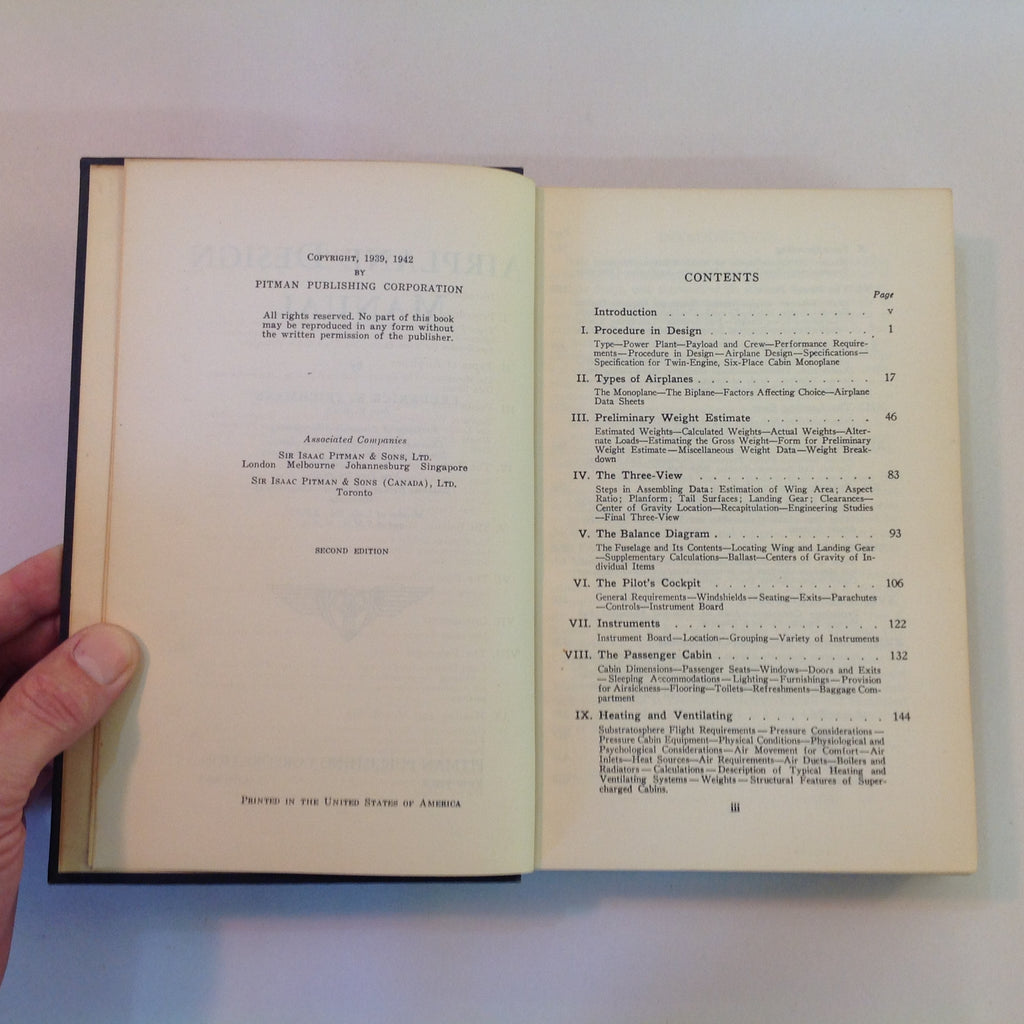 COPYRIGHT, 1939, 1942
BY
PITMAN PUBLISHING CORPORATION
All rights reserved. No part of this book
may be reproduced in any form without
the written permission of the publisher.
Associated Companies
SIR ISAAC PITMAN & SONS, LTD.
London Melbourne Johannesburg Singapore
SIR ISAAC PITMAN & SONS (CANADA), LTD.
Toronto
SECOND EDITION
PRINTED IN THE UNITED STATES OF AMERICA
CONTENTS
Page
Introduction . . . . . . . . . . . . . . v
I. Procedure in Design . . . . . . . . . . . 1
Type—Power Plant—Payload and Crew—Performance Require-
ments—Procedure in Design—Airplane Design—Specifications—
Specification for Twin-Engine, Six-Place Cabin Monoplane
II. Types of Airplanes . . . . . . . . . . . . 17
The Monoplane—The Biplane—Factors Affecting Choice—Airplane
Data Sheets
III. Preliminary Weight Estimate . . . . . . . . 46
Estimated Weights—Calculated Weights—Actual Weights—Alter-
nate Loads—Estimating the Gross Weight—Form for Preliminary
Weight Estimate—Miscellaneous Weight Data—Weight Break-
down
IV. The Three-View . . . . . . . . . . . . 83
Steps in Assembling Data: Estimation of Wing Area; Aspect
Ratio; Planform; Tail Surfaces; Landing Gear; Clearances—
Center of Gravity Location—Recapitulation—Engineering Studies
—Final Three-View
V. The Balance Diagram . . . . . . . . . . . 93
The Fuselage and Its Contents—Locating Wing and Landing Gear
—Supplementary Calculations—Ballast—Centers of Gravity of In-
dividual Items
VI. The Pilot's Cockpit . . . . . . . . . . . 106
General Requirements—Windshields—Seating—Exits—Parachutes
—Controls—Instrument Board
VII. Instruments . . . . . . . . . . . . . 122
Instrument Board—Location—Grouping—Variety of Instruments
VIII. The Passenger Cabin . . . . . . . . . . . 132
Cabin Dimensions—Passenger Seats—Windows—Doors and Exits
—Sleeping Accommodations—Lighting—Furnishings—Provision
for Airsickness—Flooring—Toilets—Refreshments—Baggage Com-
partment
IX. Heating and Ventilating . . . . . . . . . 144
Substratosphere Flight Requirements—Pressure Considerations—
Pressure Cabin Equipment—Physical Conditions—Physiological and
Psychological Considerations—Air Movement for Comfort—Air
Inlets—Heat Sources—Air Requirements—Air Ducts—Boilers and
Radiators—Calculations—Description of Typical Heating and
Ventilating Systems—Weights—Structural Features of Super-
charged Cabins.
iii